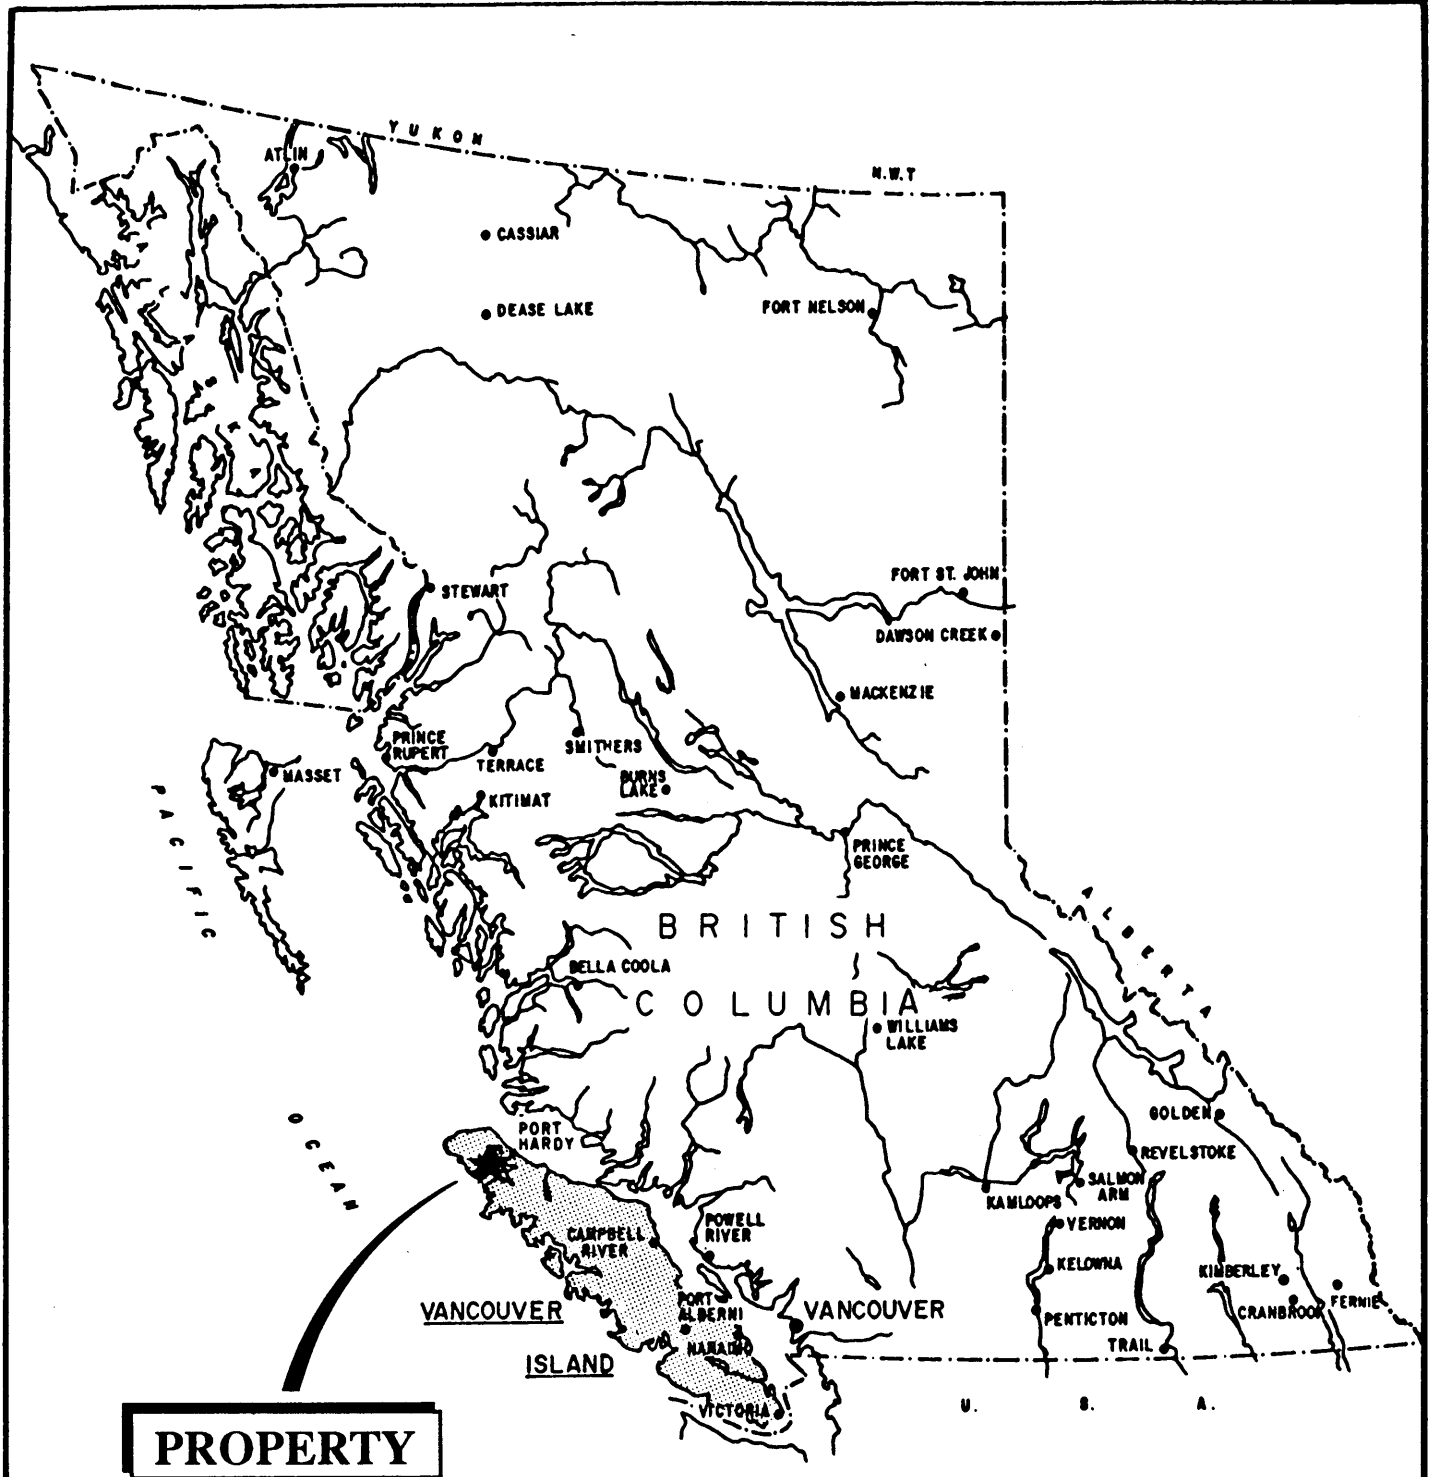 YUKON
N.W.T
ATLIN
CASSIAR
DEASE LAKE
FORT NELSON
ALASKA
STEWART
FORT ST. JOHN
DAWSON CREEK
MACKENZIE
PRINCE
RUPERT
TERRACE
SMITHERS
BURNS
LAKE
MASSET
KITIMAT
PRINCE
GEORGE
PACIFIC
OCEAN
ALBERTA
BRITISH
COLUMBIA
BELLA COOLA
WILLIAMS
LAKE
PORT
HARDY
GOLDEN
REVELSTOKE
SALMON
ARM
KAMLOOPS
VERNON
KELOWNA
PENTICTON
TRAIL
KIMBERLEY
CRANBROOK
FERNIE
CAMPBELL
RIVER
POWELL
RIVER
PORT
ALBERNI
NANAIMO
VANCOUVER
ISLAND
VANCOUVER
VICTORIA
U. S. A.
PROPERTY